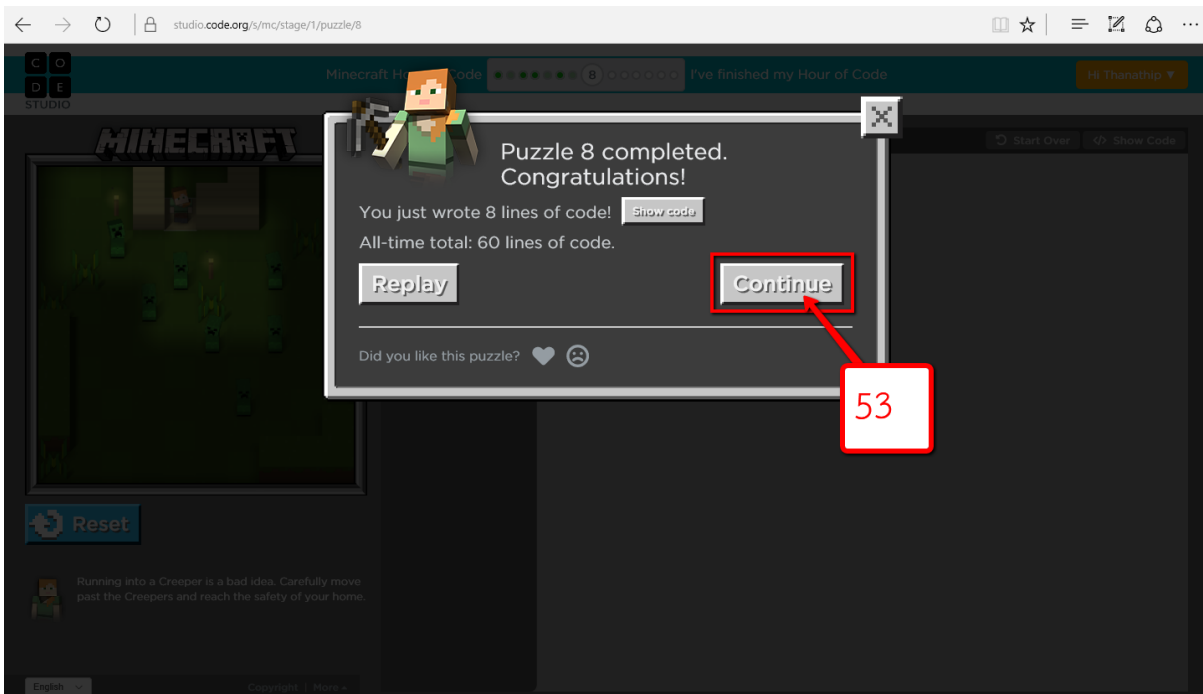 studio.code.org/s/mc/stage/1/puzzle/8
C O
D E
STUDIO
Minecraft Hour of Code
8
I've finished my Hour of Code
Hi Thanathip
MINECRAFT
Start Over
</> Show Code
Puzzle 8 completed.
Congratulations!
You just wrote 8 lines of code!
Show code
All-time total: 60 lines of code.
Replay
Continue
Did you like this puzzle?
53
Reset
Running into a Creeper is a bad idea. Carefully move
past the Creepers and reach the safety of your home.
English
Copyright | More